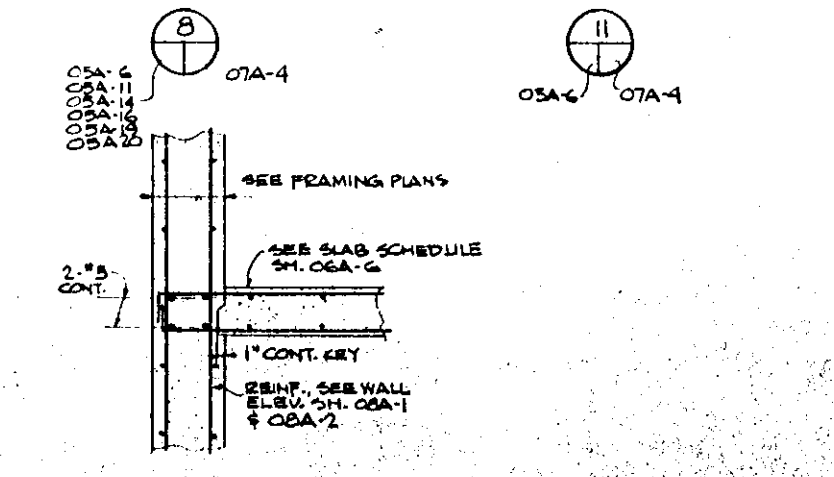 8
05A-6
05A-11
05A-14
05A-16
05A-19
05A 20
07A-4
11
05A-6
07A-4
SEE FRAMING PLANS
SEE SLAB SCHEDULE
SH. 06A-6
2-#5
CONT.
1" CONT. KEY
REINF., SEE WALL
ELEV. SH. 08A-1
& 08A-2